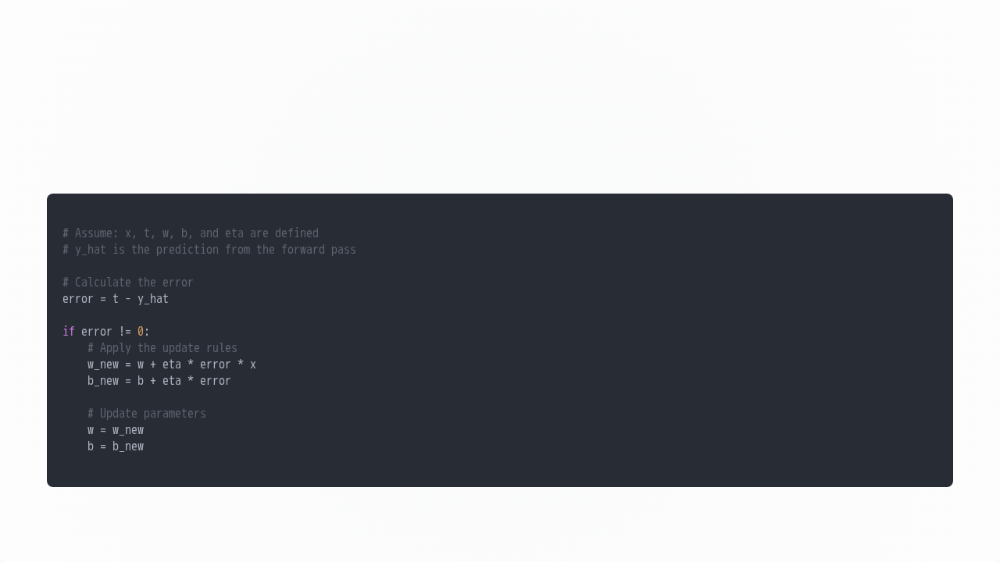 # Assume: x, t, w, b, and eta are defined
# y_hat is the prediction from the forward pass
# Calculate the error
error = t - y_hat
if error != 0:
    # Apply the update rules
    w_new = w + eta * error * x
    b_new = b + eta * error
    # Update parameters
    w = w_new
    b = b_new